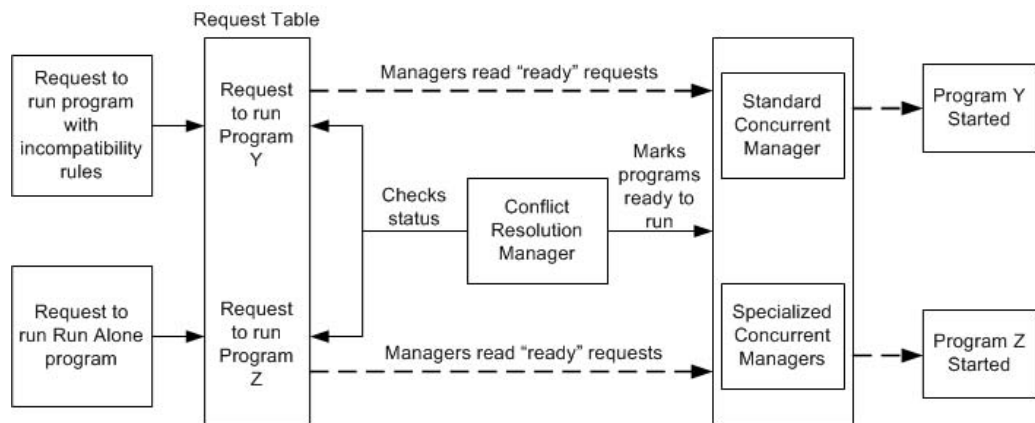 Request Table
Request to
run program
with
incompatibility
rules
Request
to run
Program
Y
Managers read “ready” requests
Standard
Concurrent
Manager
Program Y
Started
Checks
status
Conflict
Resolution
Manager
Marks
programs
ready to
run
Request to
run Run Alone
program
Request
to run
Program
Z
Managers read “ready” requests
Specialized
Concurrent
Managers
Program Z
Started